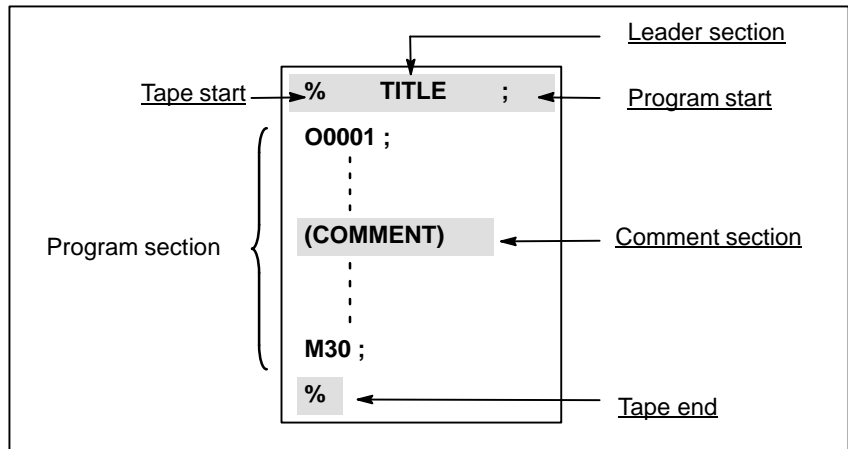 Leader section
Tape start
% TITLE ;
Program start
O0001 ;
Program section
(COMMENT)
Comment section
M30 ;
%
Tape end